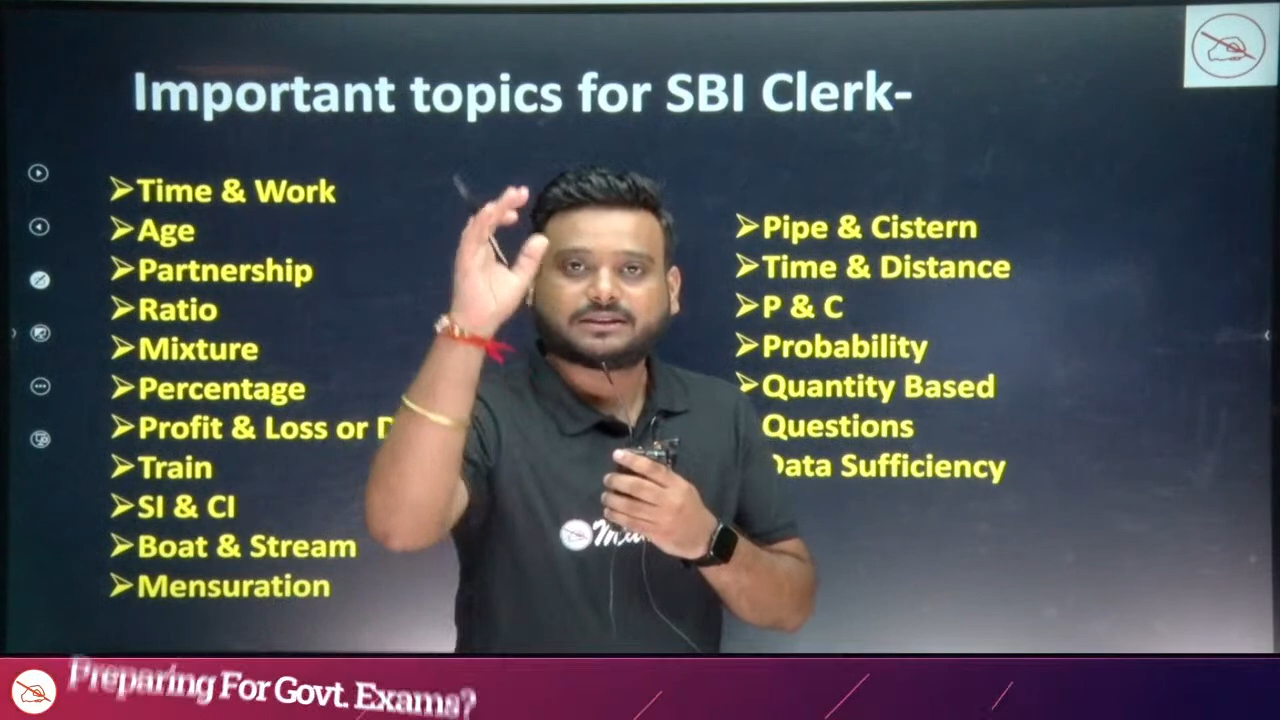 Important topics for SBI Clerk-
➢Time & Work
➢Age
➢Partnership
➢Ratio
➢Mixture
➢Percentage
➢Profit & Loss or
➢Train
➢SI & CI
➢Boat & Stream
➢Mensuration
➢Pipe & Cistern
➢Time & Distance
➢P & C
➢Probability
➢Quantity Based
Questions
Data Sufficiency
Preparing For Govt. Exams?